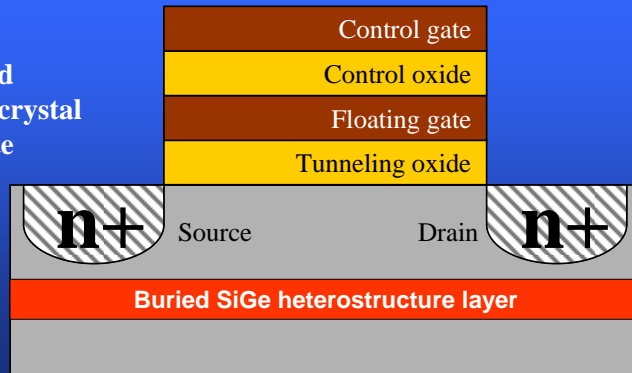 Control gate
Control oxide
crystal
Floating gate
Tunneling oxide
n+
Source
Drain
n+
Buried SiGe heterostructure layer